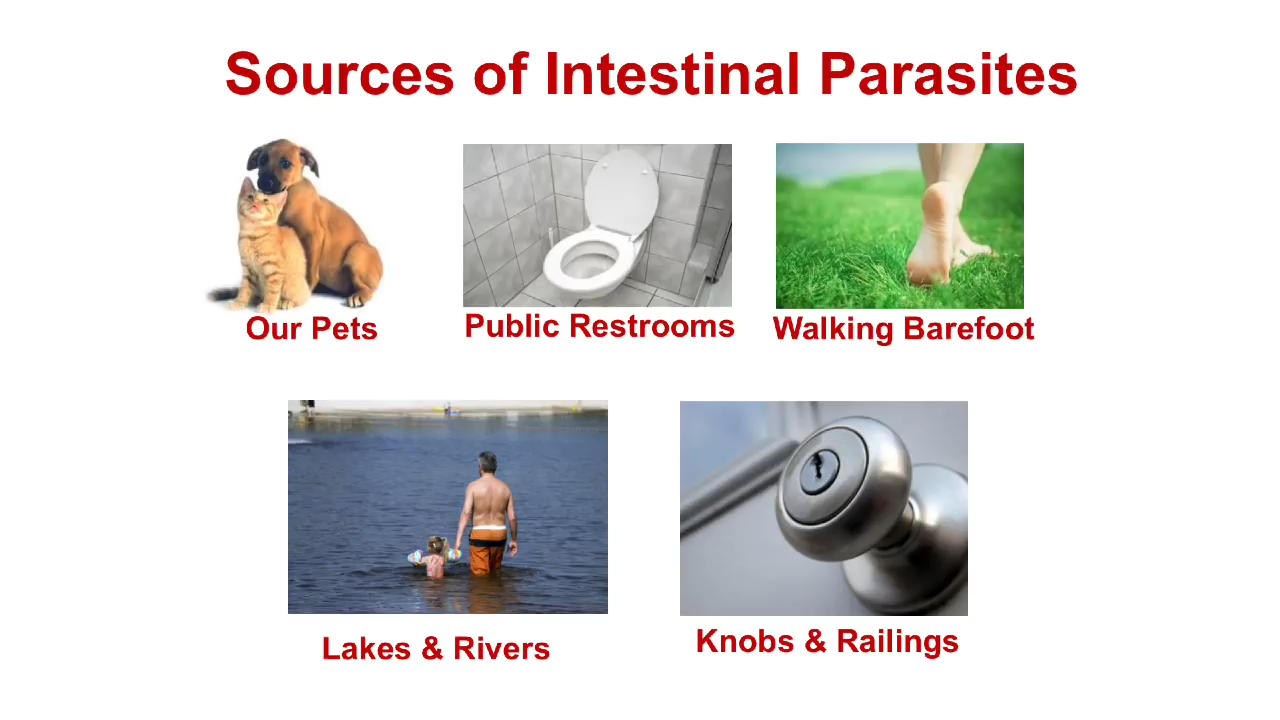 Sources of Intestinal Parasites
Our Pets
Public Restrooms
Walking Barefoot
Lakes & Rivers
Knobs & Railings